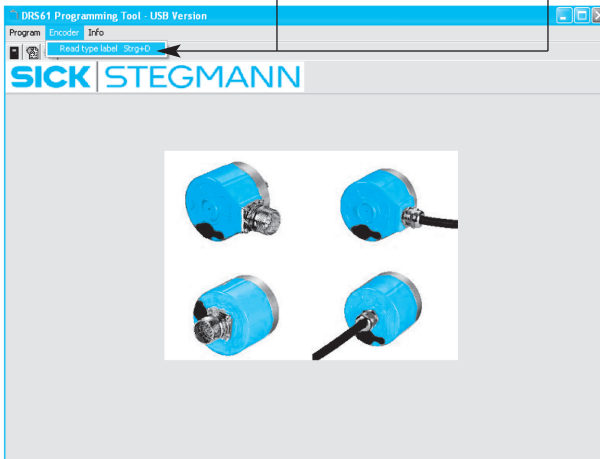 DRS61 Programming Tool - USB Version
Program Encoder Info
Read type label Strg+D
SICK STEGMANN